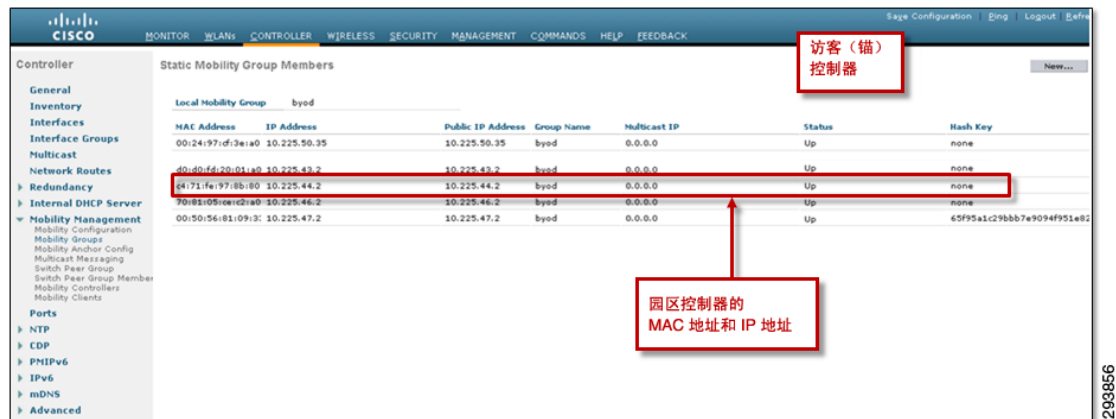 Save Configuration | Ping | Logout | Refre
CISCO MONITOR WLANs CONTROLLER WIRELESS SECURITY MANAGEMENT COMMANDS HELP FEEDBACK
访客（锚）
控制器
Controller
General
Inventory
Interfaces
Interface Groups
Multicast
Network Routes
Redundancy
Internal DHCP Server
Mobility Management
Mobility Configuration
Mobility Groups
Mobility Anchor Config
Multicast Messaging
Switch Peer Group
Switch Peer Group Member
Mobility Controllers
Mobility Clients
Ports
NTP
CDP
PMIPv6
IPv6
mDNS
Advanced
Static Mobility Group Members
New...
Local Mobility Group byod
MAC Address IP Address Public IP Address Group Name Multicast IP Status Hash Key
00:24:97:cf:3e:a0 10.225.50.35 10.225.50.35 byod 0.0.0.0 Up none
d0:d0:fd:20:01:a0 10.225.43.2 10.225.43.2 byod 0.0.0.0 Up none
c4:71:fe:97:8b:80 10.225.44.2 10.225.44.2 byod 0.0.0.0 Up none
70:81:05:ce:c2:a0 10.225.46.2 10.225.46.2 byod 0.0.0.0 Up none
00:50:56:81:09:3 10.225.47.2 10.225.47.2 byod 0.0.0.0 Up 65f95a1c29bbb7e9094f951e82
园区控制器的
MAC 地址和 IP 地址
293856